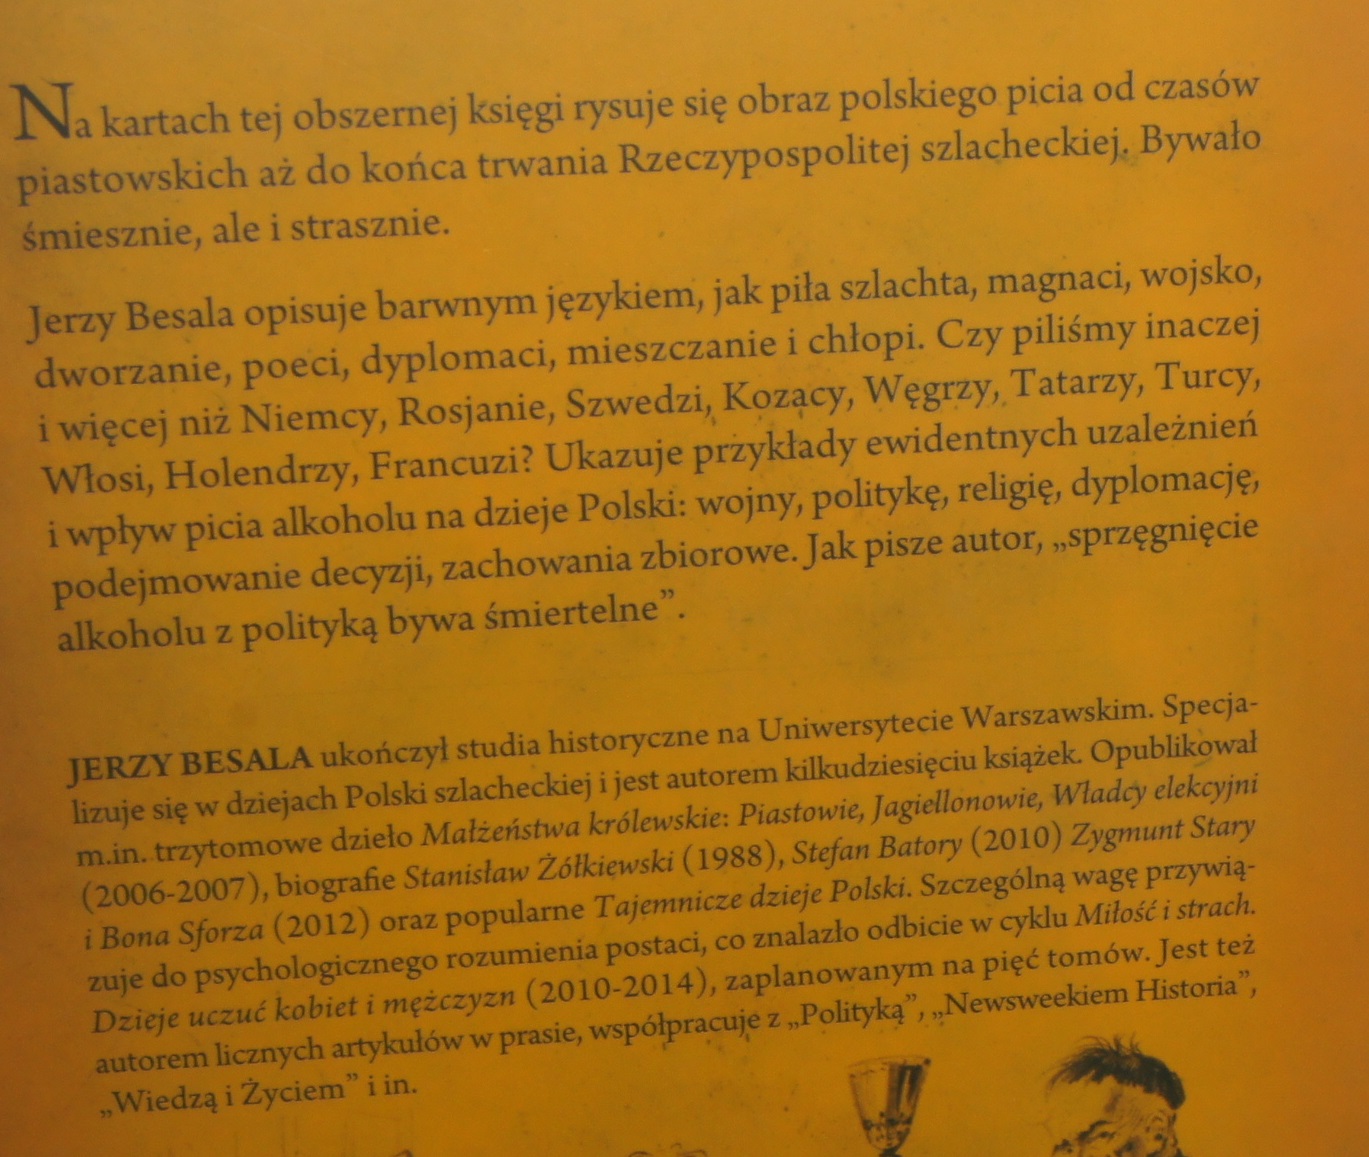 Na kartach tej obszernej księgi rysuje się obraz polskiego picia od czasów
piastowskich aż do końca trwania Rzeczypospolitej szlacheckiej. Bywało
śmiesznie, ale i strasznie.
Jerzy Besala opisuje barwnym językiem, jak piła szlachta, magnaci, wojsko,
dworzanie, poeci, dyplomaci, mieszczanie i chłopi. Czy piliśmy inaczej
i więcej niż Niemcy, Rosjanie, Szwedzi, Kozacy, Węgrzy, Tatarzy, Turcy,
Włosi, Holendrzy, Francuzi? Ukazuje przykłady ewidentnych uzależnień
i wpływ picia alkoholu na dzieje Polski: wojny, politykę, religię, dyplomację,
podejmowanie decyzji, zachowania zbiorowe. Jak pisze autor, „sprzęgnięcie
alkoholu z polityką bywa śmiertelne”.
JERZY BESALA ukończył studia historyczne na Uniwersytecie Warszawskim. Specja-
lizuje się w dziejach Polski szlacheckiej i jest autorem kilkudziesięciu książek. Opublikował
m.in. trzytomowe dzieło Małżeństwa królewskie: Piastowie, Jagiellonowie, Władcy elekcyjni
(2006-2007), biografie Stanisław Żółkiewski (1988), Stefan Batory (2010) Zygmunt Stary
i Bona Sforza (2012) oraz popularne Tajemnicze dzieje Polski. Szczególną wagę przywią-
zuje do psychologicznego rozumienia postaci, co znalazło odbicie w cyklu Miłość i strach.
Dzieje uczuć kobiet i mężczyzn (2010-2014), zaplanowanym na pięć tomów. Jest też
autorem licznych artykułów w prasie, współpracuje z „Polityką”, „Newsweekiem Historia”,
„Wiedzą i Życiem” i in.